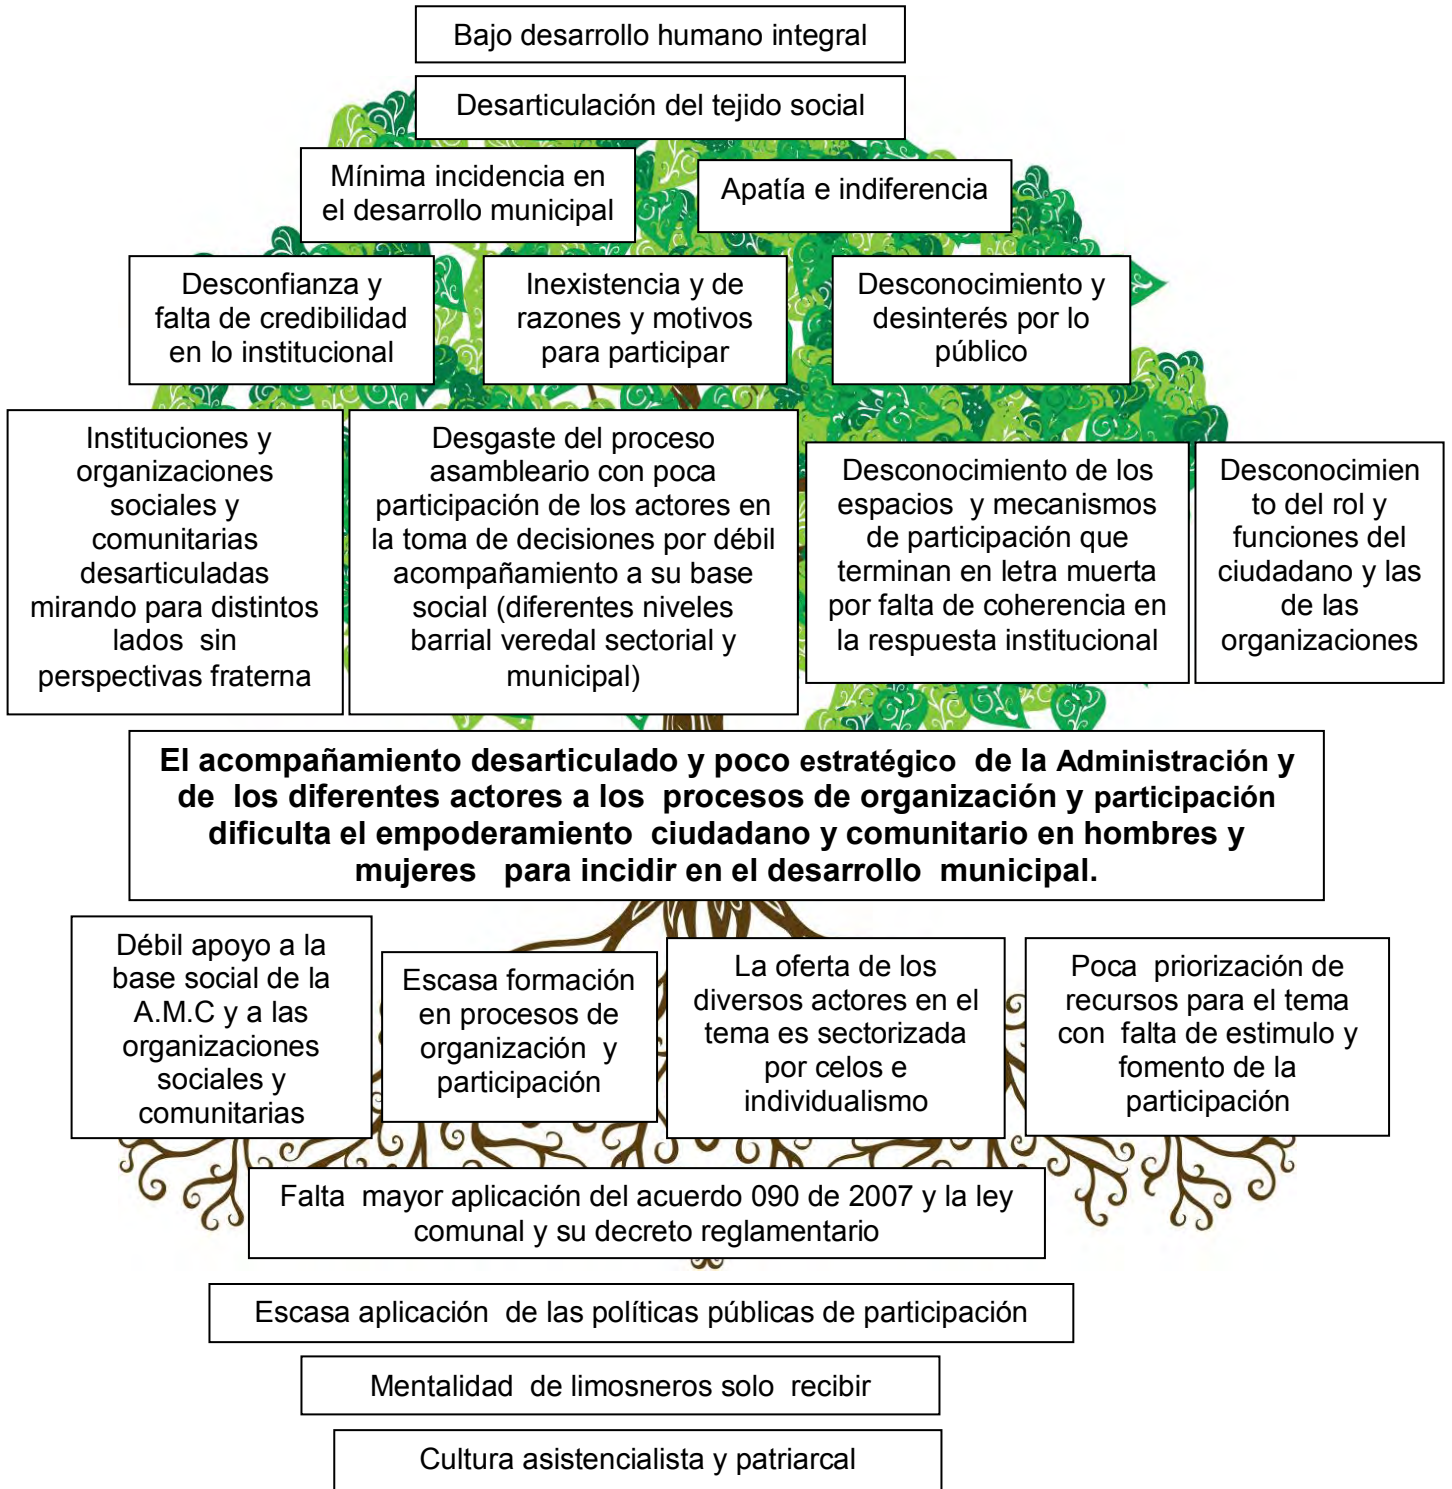 Bajo desarrollo humano integral
Desarticulación del tejido social
Mínima incidencia en
el desarrollo municipal
Apatía e indiferencia
Desconfianza y
falta de credibilidad
en lo institucional
Inexistencia y de
razones y motivos
para participar
Desconocimiento y
desinterés por lo
público
Instituciones y
organizaciones
sociales y
comunitarias
desarticuladas
mirando para distintos
lados sin
perspectivas fraterna
Desgaste del proceso
asambleario con poca
participación de los actores en
la toma de decisiones por débil
acompañamiento a su base
social (diferentes niveles
barrial veredal sectorial y
municipal)
Desconocimiento de los
espacios y mecanismos
de participación que
terminan en letra muerta
por falta de coherencia en
la respuesta institucional
Desconocimien
to del rol y
funciones del
ciudadano y las
de las
organizaciones
El acompañamiento desarticulado y poco estratégico de la Administración y
de los diferentes actores a los procesos de organización y participación
dificulta el empoderamiento ciudadano y comunitario en hombres y
mujeres para incidir en el desarrollo municipal.
Débil apoyo a la
base social de la
A.M.C y a las
organizaciones
sociales y
comunitarias
Escasa formación
en procesos de
organización y
participación
La oferta de los
diversos actores en el
tema es sectorizada
por celos e
individualismo
Poca priorización de
recursos para el tema
con falta de estimulo y
fomento de la
participación
Falta mayor aplicación del acuerdo 090 de 2007 y la ley
comunal y su decreto reglamentario
Escasa aplicación de las políticas públicas de participación
Mentalidad de limosneros solo recibir
Cultura asistencialista y patriarcal